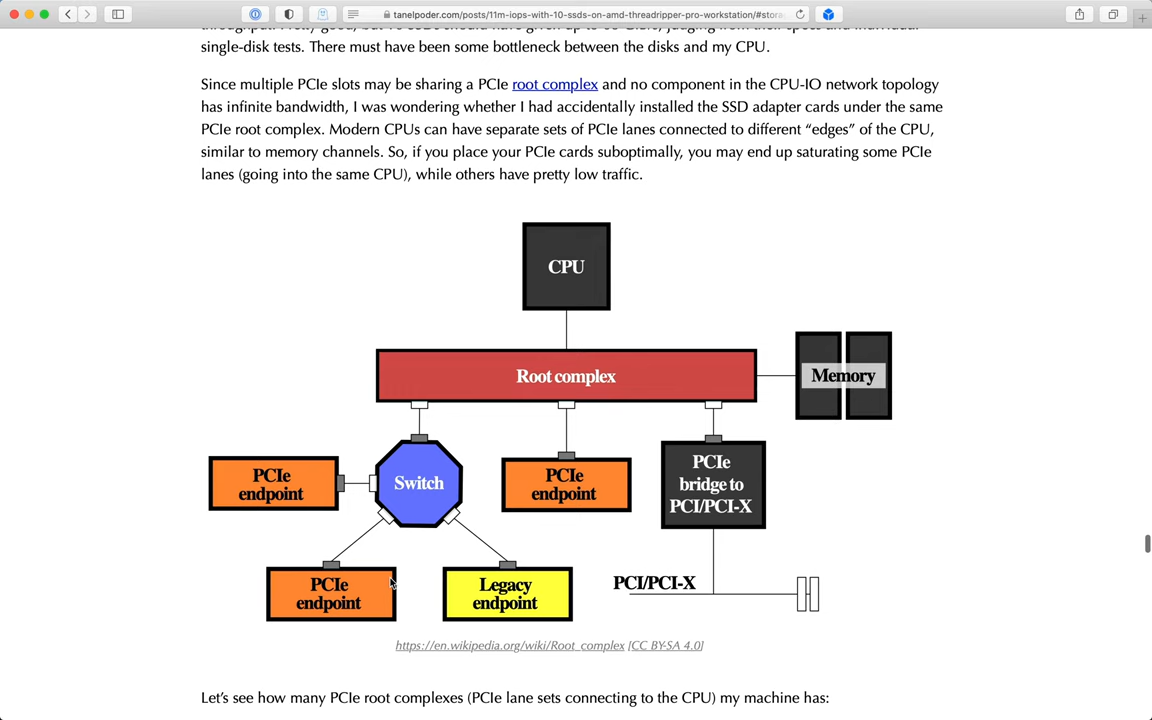 tanelpoder.com/posts/11m-iops-with-10-ssds-on-amd-threadripper-pro-workstation/#stora
single-disk tests. There must have been some bottleneck between the disks and my CPU.
Since multiple PCIe slots may be sharing a PCIe root complex and no component in the CPU-IO network topology
has infinite bandwidth, I was wondering whether I had accidentally installed the SSD adapter cards under the same
PCIe root complex. Modern CPUs can have separate sets of PCIe lanes connected to different “edges” of the CPU,
similar to memory channels. So, if you place your PCIe cards suboptimally, you may end up saturating some PCIe
lanes (going into the same CPU), while others have pretty low traffic.
CPU
Root complex
Memory
PCIe
endpoint
Switch
PCIe
endpoint
PCIe
bridge to
PCI/PCI-X
PCIe
endpoint
Legacy
endpoint
PCI/PCI-X
https://en.wikipedia.org/wiki/Root_complex [CC BY-SA 4.0]
Let’s see how many PCIe root complexes (PCIe lane sets connecting to the CPU) my machine has: